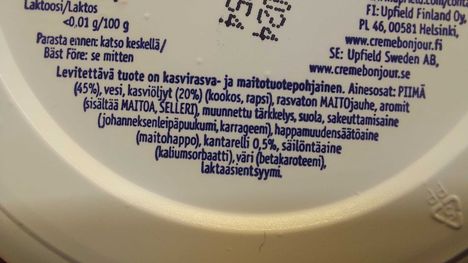 Laktoosi/Laktos
<0,01 g/100 g
Parasta ennen: katso keskellä/
Bäst Före: se mitten
FI: Upfield Finland Oy,
PL 46, 00581 Helsinki,
www.cremebonjour.fi
SE: Upfield Sweden AB,
www.cremebonjour.se
Levitettävä tuote on kasvirasva- ja maitotuotepohjainen. Ainesosat: PIIMÄ
(45%), vesi, kasviöljyt (20%) (kookos, rapsi), rasvaton MAITOjauhe, aromit
(sisältää MAITOA, SELLERI), muunnettu tärkkelys, suola, sakeuttamisaine
(johanneksenleipäpuukumi, karrageeni), happamuudensäätöaine
(maitohappo), kantarelli 0,5%, säilöntäaine
(kaliumsorbaatti), väri (betakaroteeni),
laktaasientsyymi.